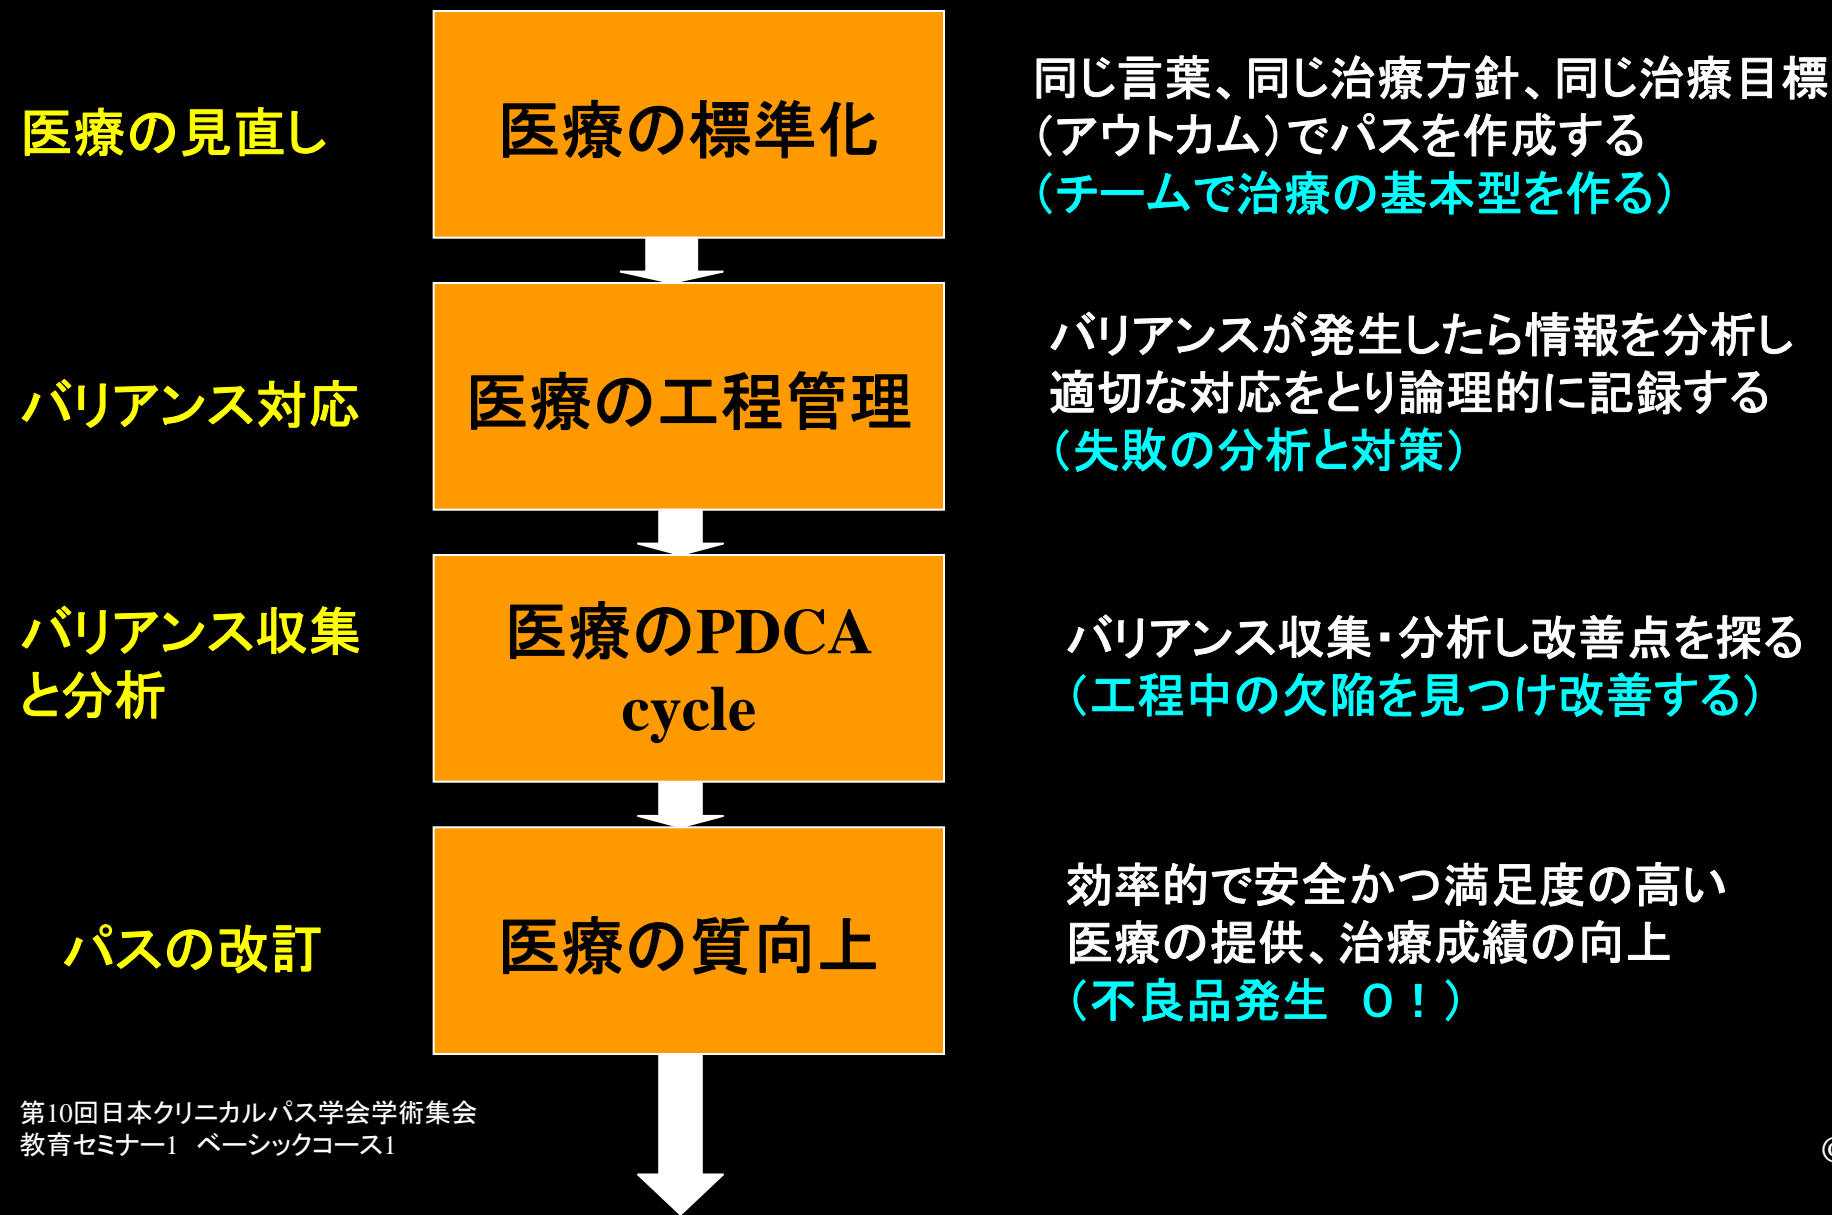 医療の見直し
医療の標準化
同じ言葉、同じ治療方針、同じ治療目標
（アウトカム）でパスを作成する
（チームで治療の基本型を作る）
バリアンス対応
医療の工程管理
バリアンスが発生したら情報を分析し
適切な対応をとり論理的に記録する
（失敗の分析と対策）
バリアンス収集
と分析
医療のPDCA
cycle
バリアンス収集・分析し改善点を探る
（工程中の欠陥を見つけ改善する）
パスの改訂
医療の質向上
効率的で安全かつ満足度の高い
医療の提供、治療成績の向上
（不良品発生　０！）
第10回日本クリニカルパス学会学術集会
教育セミナー1　ベーシックコース1
©